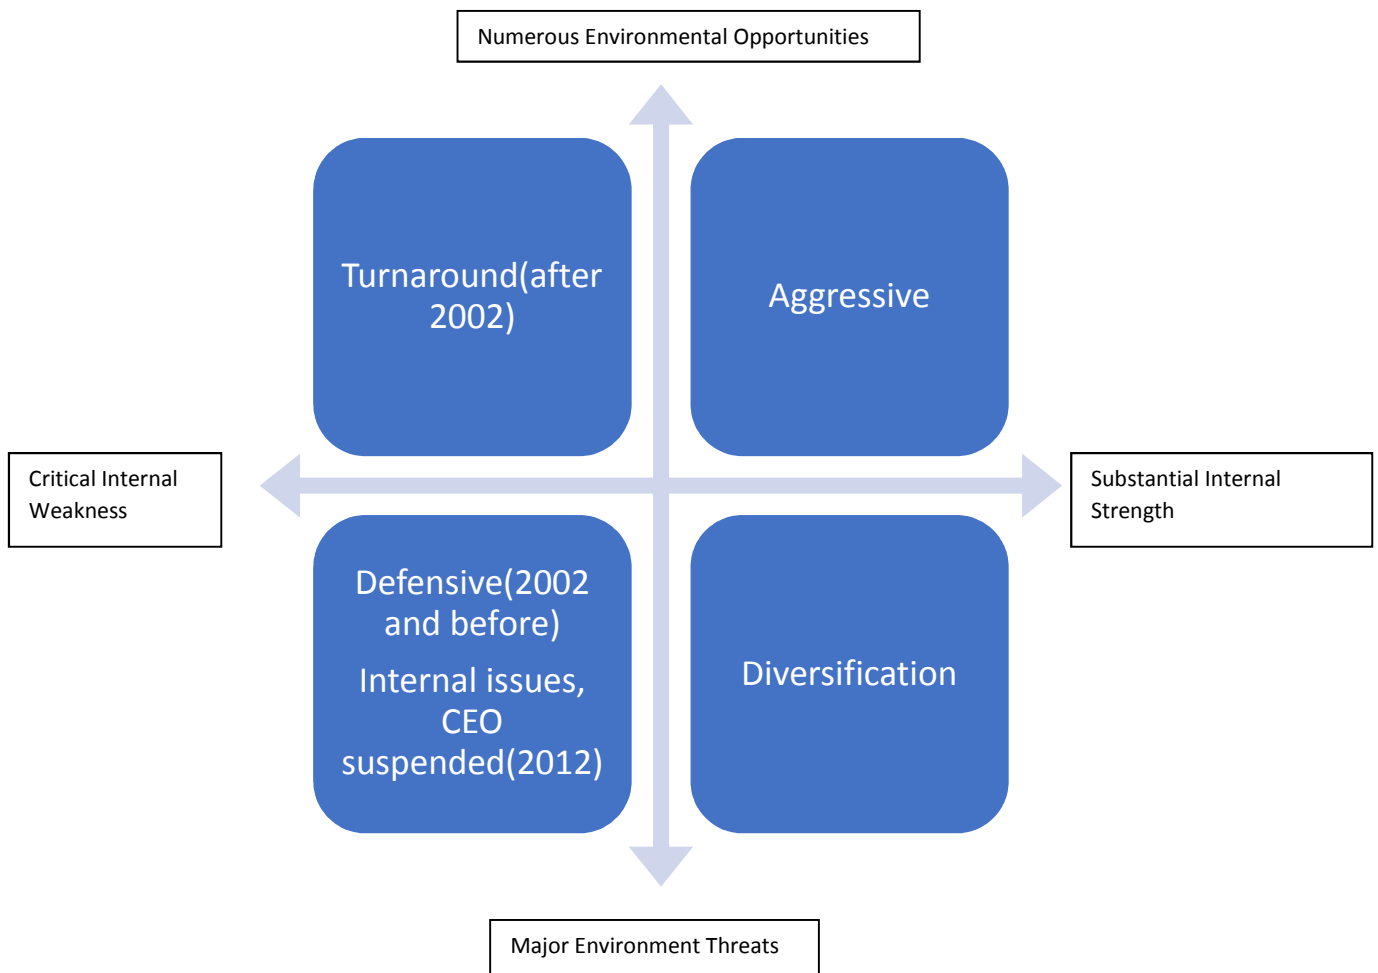 Numerous Environmental Opportunities
Turnaround(after
2002)
Aggressive
Critical Internal
Weakness
Substantial Internal
Strength
Defensive(2002
and before)
Internal issues,
CEO
suspended(2012)
Diversification
Major Environment Threats